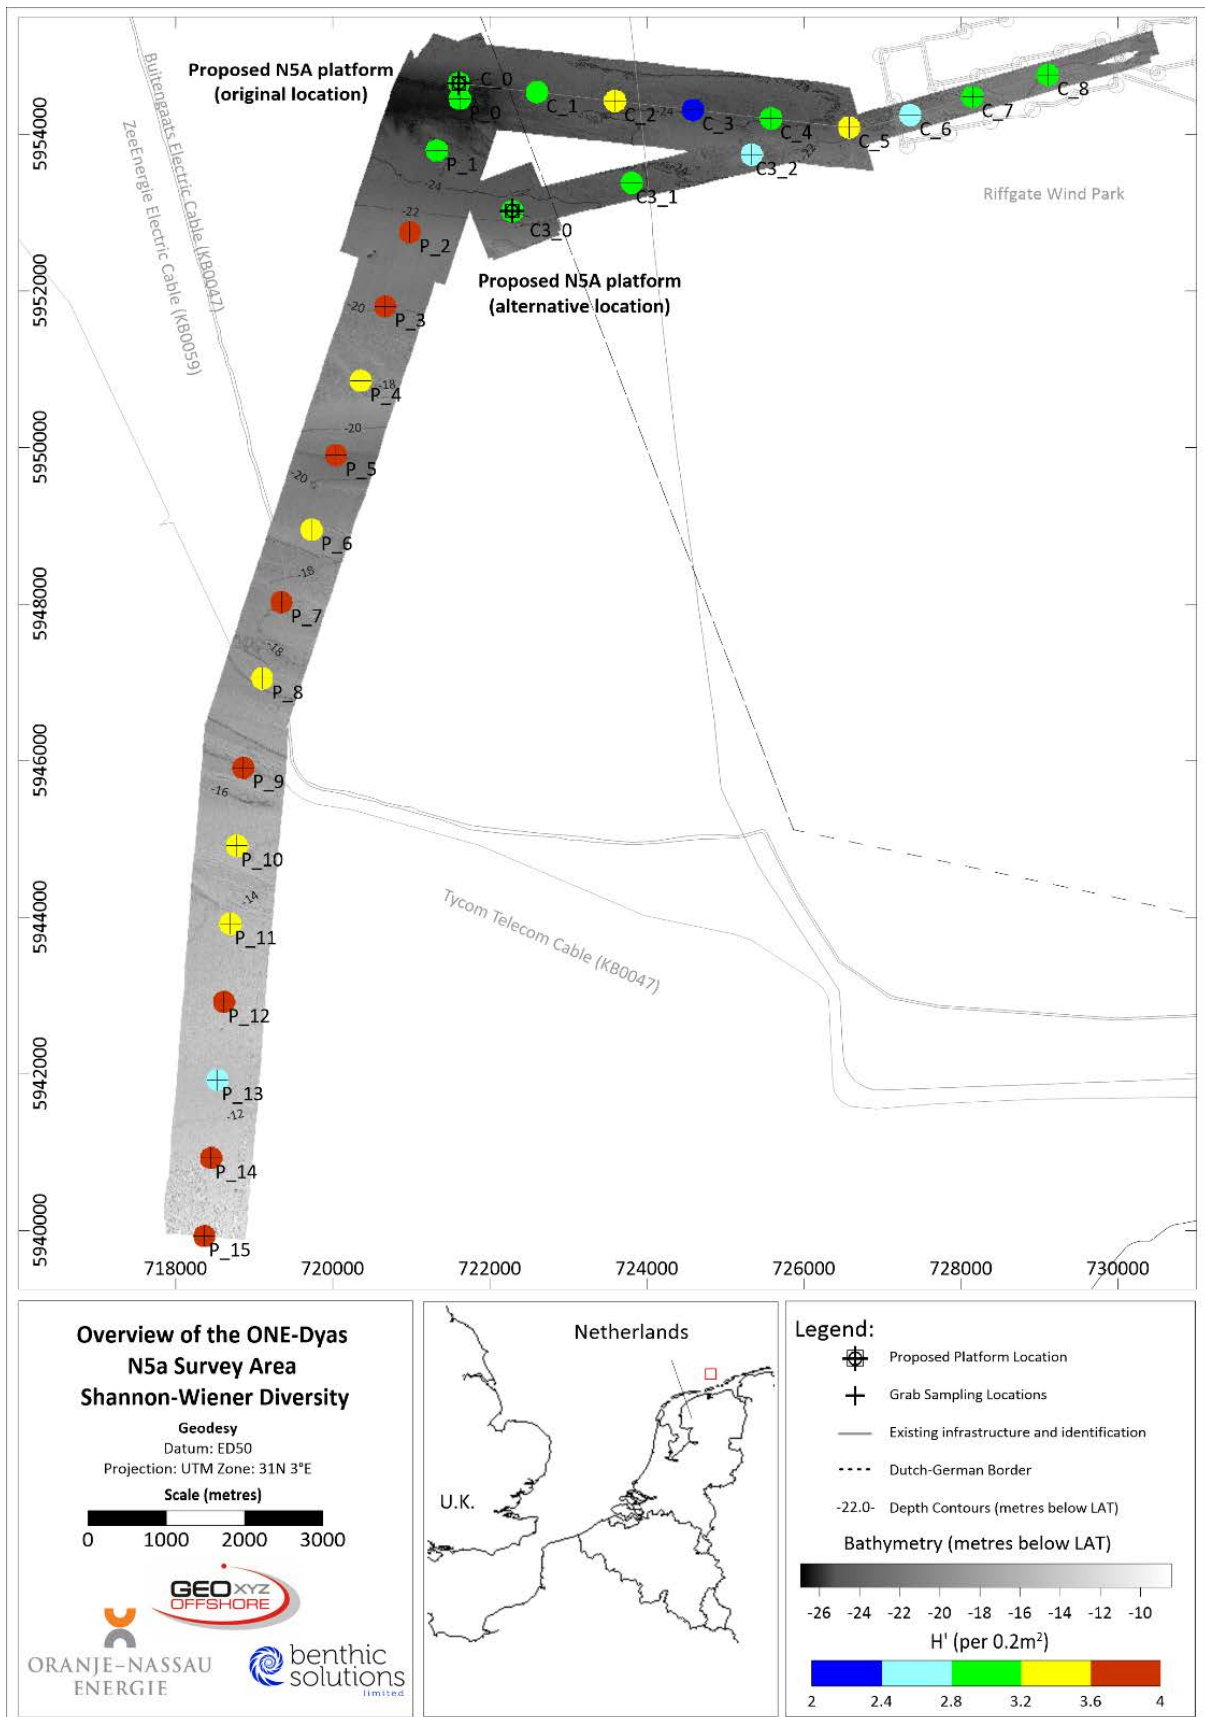 Proposed N5A platform
(original location)
C_0
P_0
C_1
C_2
C_3
C_4
C_5
C_6
C_7
C_8
P_1
C3_2
C3_1
C3_0
Riffgate Wind Park
Proposed N5A platform
(alternative location)
Buitengaats Electric Cable (KB0047)
ZeeEnergie Electric Cable (KB0059)
-24
-24
-22
-22
P_2
-20
P_3
-18
P_4
-20
P_5
-20
P_6
-18
P_7
-18
P_8
P_9
-16
P_10
-14
P_11
P_12
P_13
-12
P_14
P_15
Tycom Telecom Cable (KB0047)
5954000
5952000
5950000
5948000
5946000
5944000
5942000
5940000
718000 720000 722000 724000 726000 728000 730000
Overview of the ONE-Dyas
N5a Survey Area
Shannon-Wiener Diversity
Geodesy
Datum: ED50
Projection: UTM Zone: 31N 3°E
Scale (metres)
0 1000 2000 3000
GEO XYZ
OFFSHORE
ORANJE-NASSAU
ENERGIE
benthic
solutions
limited
Netherlands
U.K.
Legend:
Proposed Platform Location
Grab Sampling Locations
Existing infrastructure and identification
Dutch-German Border
-22.0- Depth Contours (metres below LAT)
Bathymetry (metres below LAT)
-26 -24 -22 -20 -18 -16 -14 -12 -10
H' (per 0.2m²)
2 2.4 2.8 3.2 3.6 4